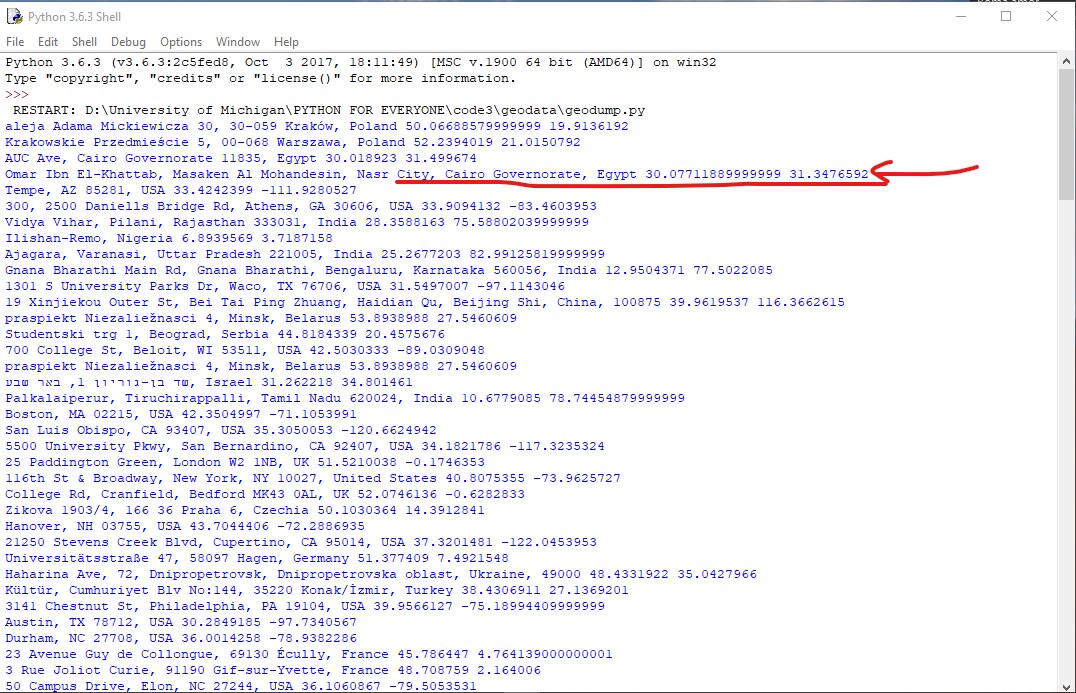 Python 3.6.3 Shell
File Edit Shell Debug Options Window Help
Python 3.6.3 (v3.6.3:2c5fed8, Oct  3 2017, 18:11:49) [MSC v.1900 64 bit (AMD64)] on win32
Type "copyright", "credits" or "license()" for more information.
>>>
 RESTART: D:\University of Michigan\PYTHON FOR EVERYONE\code3\geodata\geodump.py
aleja Adama Mickiewicza 30, 30-059 Kraków, Poland 50.06688579999999 19.9136192
Krakowskie Przedmieście 5, 00-068 Warszawa, Poland 52.2394019 21.0150792
AUC Ave, Cairo Governorate 11835, Egypt 30.018923 31.499674
Omar Ibn El-Khattab, Masaken Al Mohandesin, Nasr City, Cairo Governorate, Egypt 30.07711889999999 31.3476592
Tempe, AZ 85281, USA 33.4242399 -111.9280527
300, 2500 Daniells Bridge Rd, Athens, GA 30606, USA 33.9094132 -83.4603953
Vidya Vihar, Pilani, Rajasthan 333031, India 28.3588163 75.58802039999999
Ilishan-Remo, Nigeria 6.8939569 3.7187158
Ajagara, Varanasi, Uttar Pradesh 221005, India 25.2677203 82.99125819999999
Gnana Bharathi Main Rd, Gnana Bharathi, Bengaluru, Karnataka 560056, India 12.9504371 77.5022085
1301 S University Parks Dr, Waco, TX 76706, USA 31.5497007 -97.1143046
19 Xinjiekou Outer St, Bei Tai Ping Zhuang, Haidian Qu, Beijing Shi, China, 100875 39.9619537 116.3662615
praspiekt Niezaliežnasci 4, Minsk, Belarus 53.8938988 27.5460609
Studentski trg 1, Beograd, Serbia 44.8184339 20.4575676
700 College St, Beloit, WI 53511, USA 42.5030333 -89.0309048
praspiekt Niezaliežnasci 4, Minsk, Belarus 53.8938988 27.5460609
שד בן-גוריון 1, באר שבע, Israel 31.262218 34.801461
Palkalaiperur, Tiruchirappalli, Tamil Nadu 620024, India 10.6779085 78.74454879999999
Boston, MA 02215, USA 42.3504997 -71.1053991
San Luis Obispo, CA 93407, USA 35.3050053 -120.6624942
5500 University Pkwy, San Bernardino, CA 92407, USA 34.1821786 -117.3235324
25 Paddington Green, London W2 1NB, UK 51.5210038 -0.1746353
116th St & Broadway, New York, NY 10027, United States 40.8075355 -73.9625727
College Rd, Cranfield, Bedford MK43 0AL, UK 52.0746136 -0.6282833
Zikova 1903/4, 166 36 Praha 6, Czechia 50.1030364 14.3912841
Hanover, NH 03755, USA 43.7044406 -72.2886935
21250 Stevens Creek Blvd, Cupertino, CA 95014, USA 37.3201481 -122.0453953
Universitätsstraße 47, 58097 Hagen, Germany 51.377409 7.4921548
Haharina Ave, 72, Dnipropetrovsk, Dnipropetrovska oblast, Ukraine, 49000 48.4331922 35.0427966
Kültür, Cumhuriyet Blv No:144, 35220 Konak/İzmir, Turkey 38.4306911 27.1369201
3141 Chestnut St, Philadelphia, PA 19104, USA 39.9566127 -75.18994409999999
Austin, TX 78712, USA 30.2849185 -97.7340567
Durham, NC 27708, USA 36.0014258 -78.9382286
23 Avenue Guy de Collongue, 69130 Écully, France 45.786447 4.764139000000001
3 Rue Joliot Curie, 91190 Gif-sur-Yvette, France 48.708759 2.164006
50 Campus Drive, Elon, NC 27244, USA 36.1060867 -79.5053531